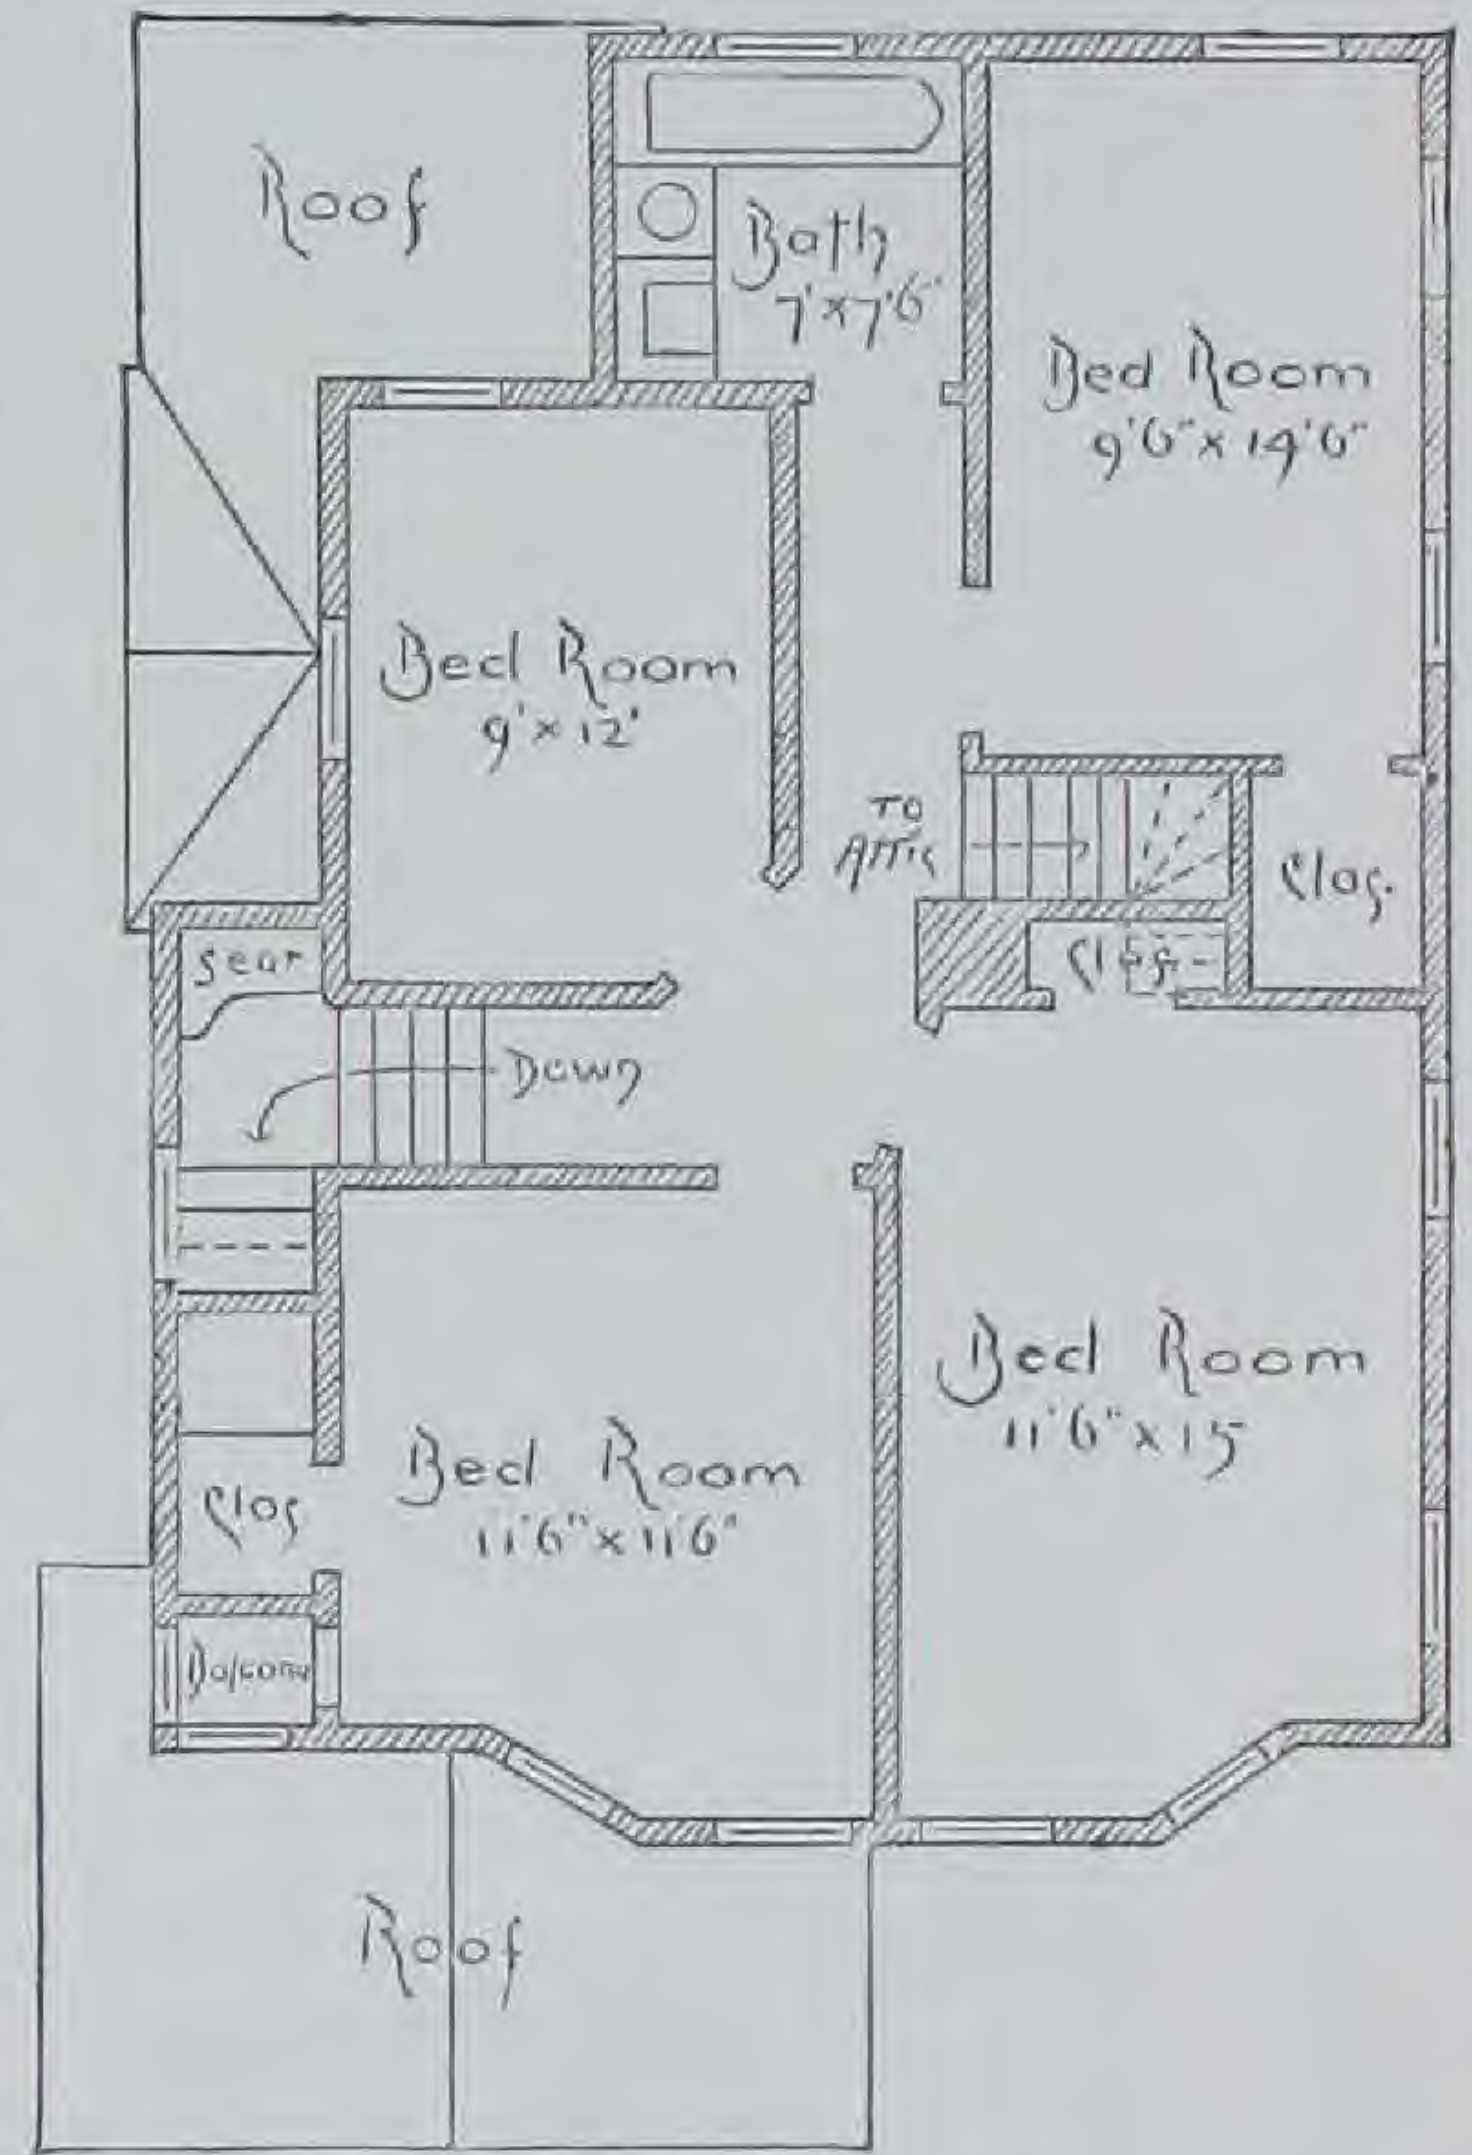 Roof
Bath
7'x7'6"
Bed Room
9'6"x14'6"
Bed Room
9'x12'
To
Attic
Clos.
Clos.
Seat
Down
Bed Room
11'6"x15
Bed Room
11'6"x11'6"
Clos
Balcony
Roof